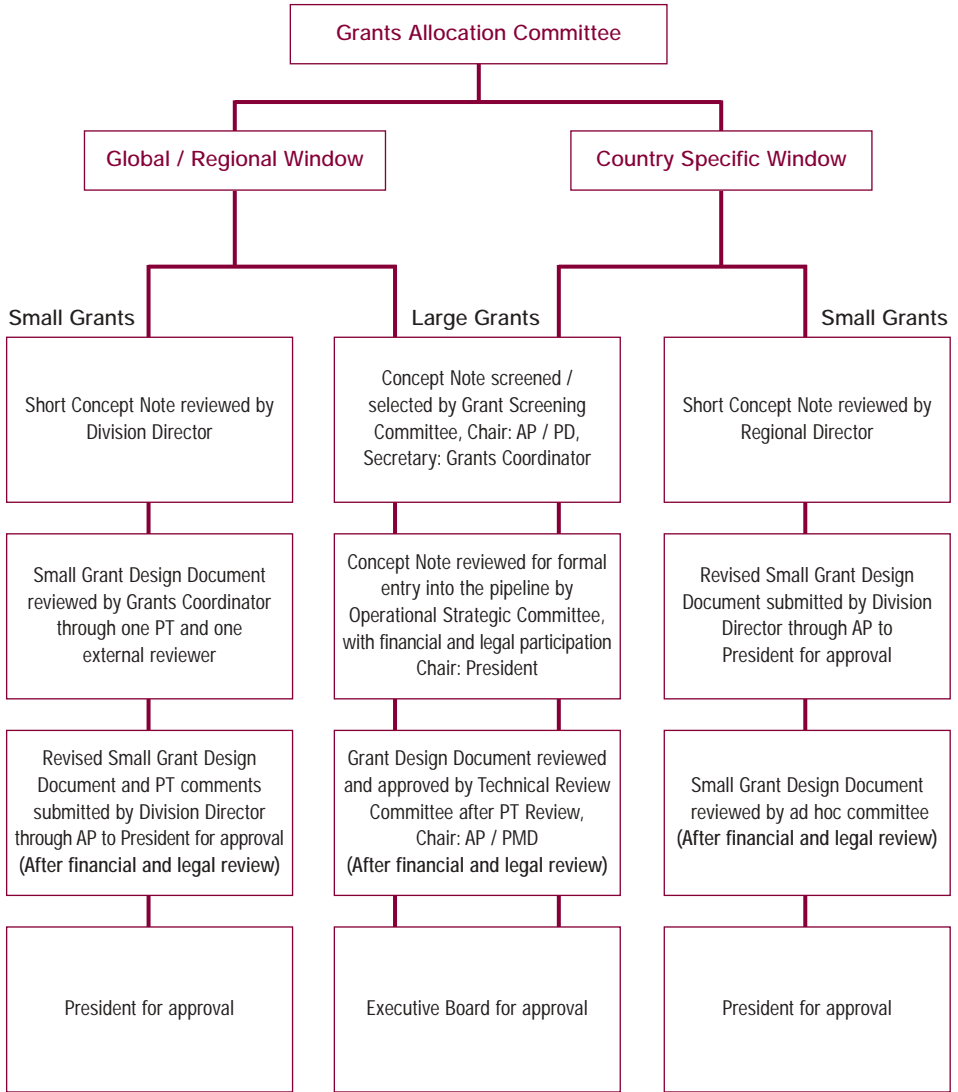 Grants Allocation Committee
Global / Regional Window
Country Specific Window
Small Grants
Large Grants
Small Grants
Short Concept Note reviewed by
Division Director
Concept Note screened /
selected by Grant Screening
Committee, Chair: AP / PD,
Secretary: Grants Coordinator
Short Concept Note reviewed by
Regional Director
Small Grant Design Document
reviewed by Grants Coordinator
through one PT and one
external reviewer
Concept Note reviewed for formal
entry into the pipeline by
Operational Strategic Committee,
with financial and legal participation
Chair: President
Revised Small Grant Design
Document submitted by Division
Director through AP to
President for approval
Revised Small Grant Design
Document and PT comments
submitted by Division Director
through AP to President for approval
(After financial and legal review)
Grant Design Document reviewed
and approved by Technical Review
Committee after PT Review,
Chair: AP / PMD
(After financial and legal review)
Small Grant Design Document
reviewed by ad hoc committee
(After financial and legal review)
President for approval
Executive Board for approval
President for approval